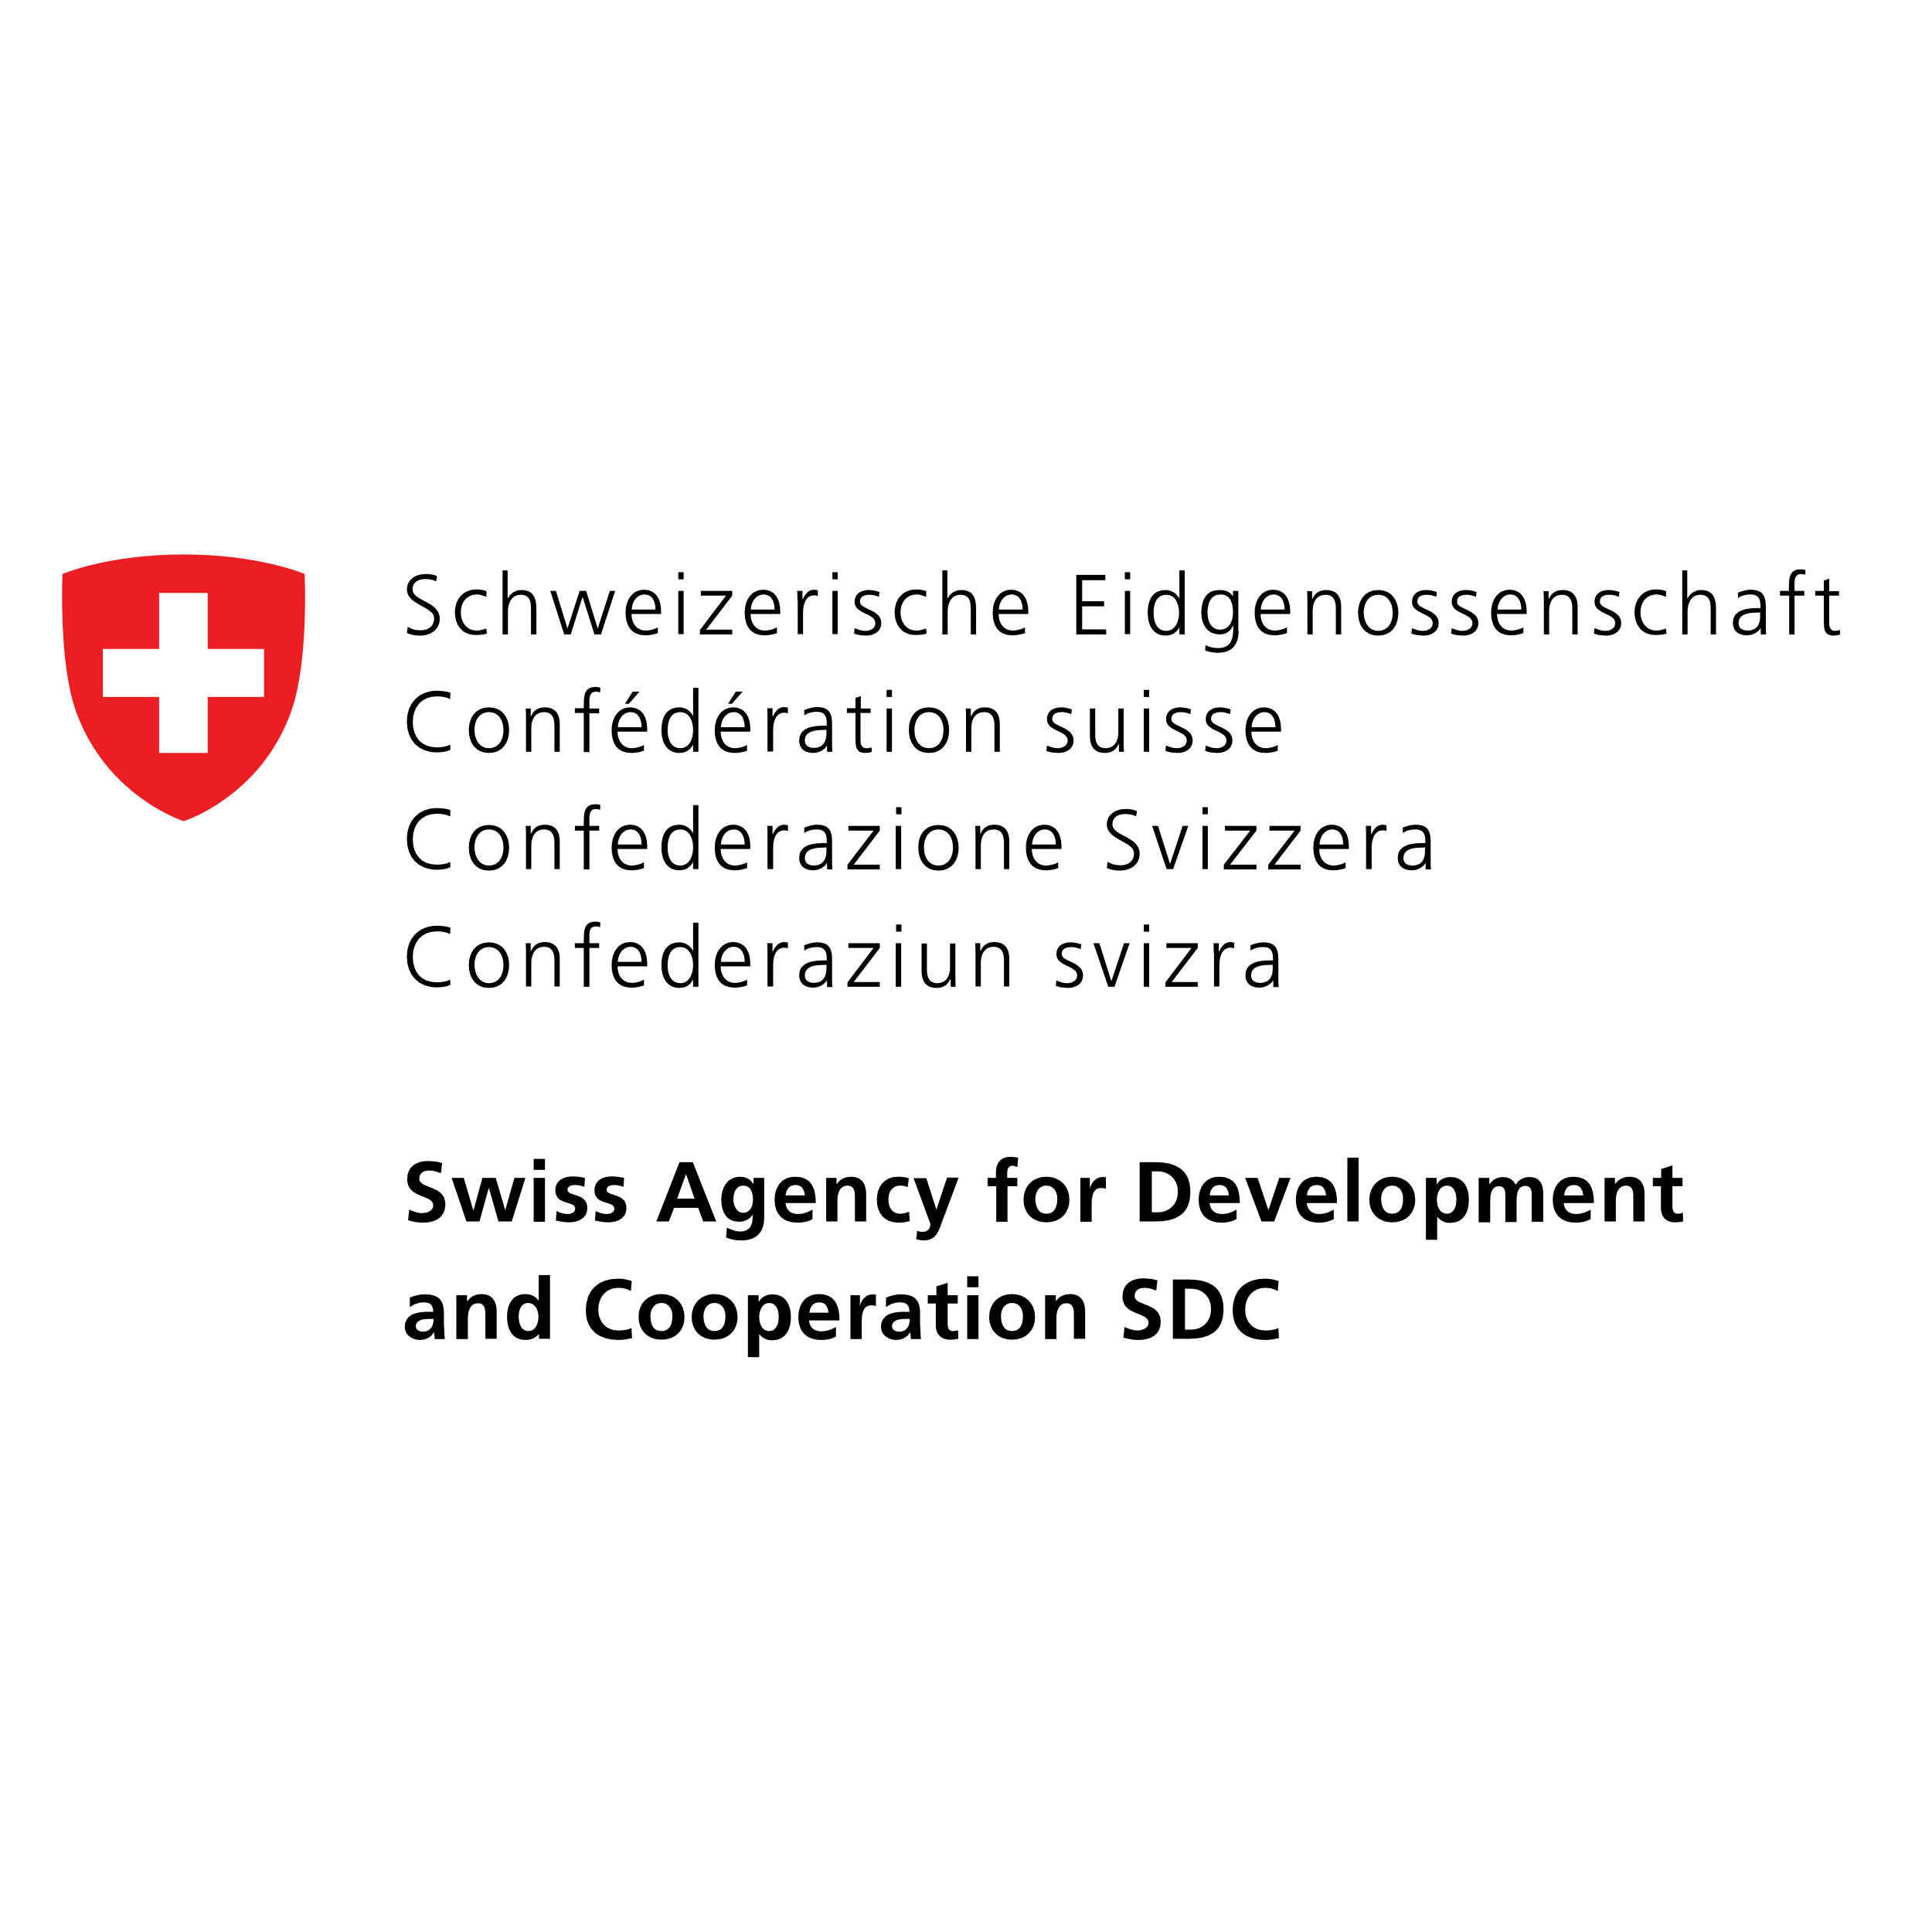 Schweizerische Eidgenossenschaft
Confédération suisse
Confederazione Svizzera
Confederaziun svizra
Swiss Agency for Development
and Cooperation SDC